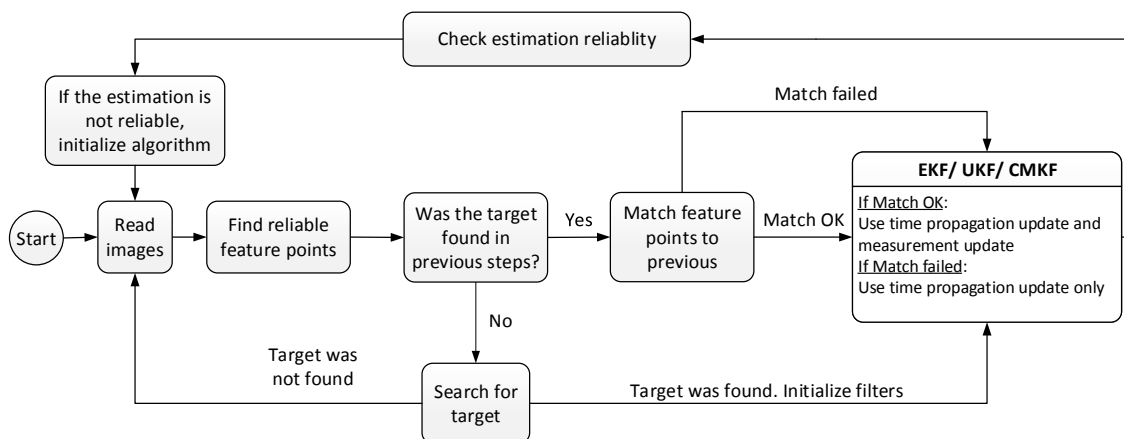 Check estimation reliablity
If the estimation is
not reliable,
initialize algorithm
Match failed
Start
Read
images
Find reliable
feature points
Was the target
found in
previous steps?
Yes
Match feature
points to
previous
Match OK
EKF/ UKF/ CMKF
If Match OK:
Use time propagation update and
measurement update
If Match failed:
Use time propagation update only
No
Target was
not found
Search for
target
Target was found. Initialize filters